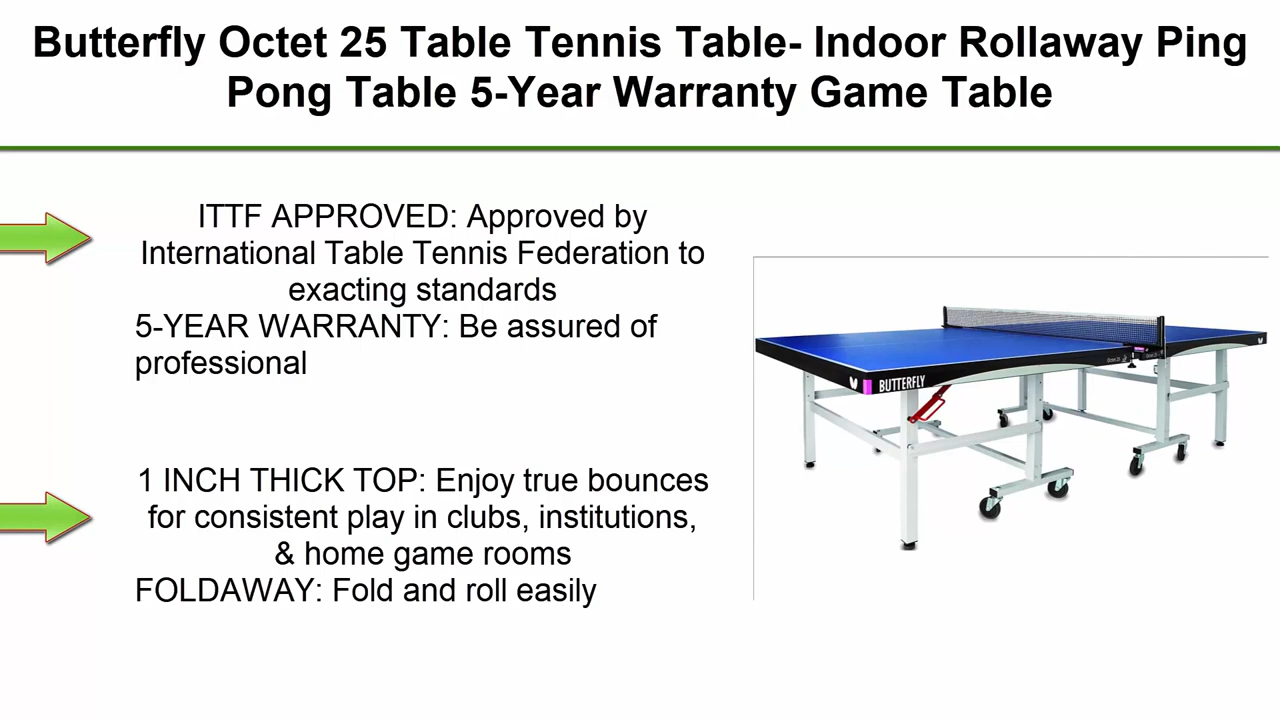 Butterfly Octet 25 Table Tennis Table- Indoor Rollaway Ping
Pong Table 5-Year Warranty Game Table
ITTF APPROVED: Approved by
International Table Tennis Federation to
exacting standards
5-YEAR WARRANTY: Be assured of
professional
1 INCH THICK TOP: Enjoy true bounces
for consistent play in clubs, institutions,
& home game rooms
FOLDAWAY: Fold and roll easily
BUTTERFLY
Octet 25